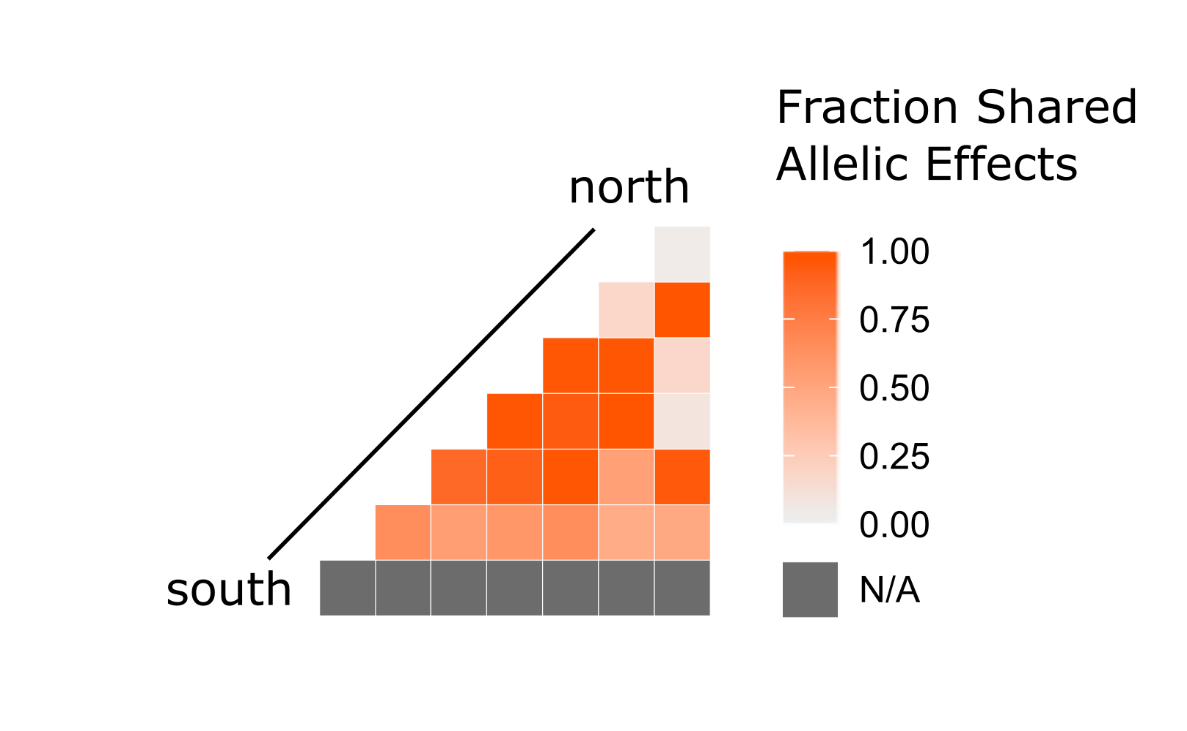 Fraction Shared
Allelic Effects
north
1.00
0.75
0.50
0.25
0.00
south
N/A